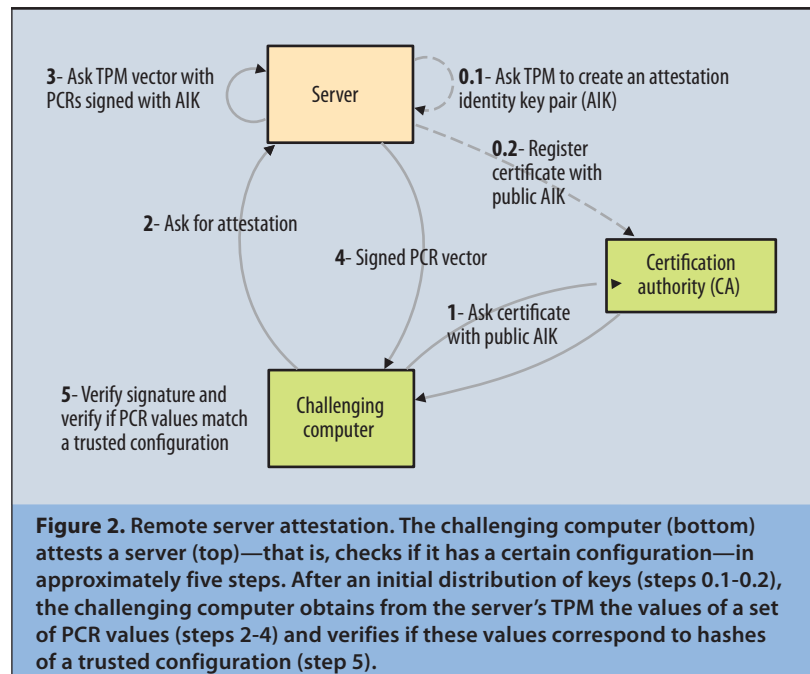 3- Ask TPM vector with
PCRs signed with AIK
Server
0.1- Ask TPM to create an attestation
identity key pair (AIK)
0.2- Register
certificate with
public AIK
2- Ask for attestation
4- Signed PCR vector
Certification
authority (CA)
1- Ask certificate
with public AIK
5- Verify signature and
verify if PCR values match
a trusted configuration
Challenging
computer
Figure 2. Remote server attestation. The challenging computer (bottom)
attests a server (top)—that is, checks if it has a certain configuration—in
approximately five steps. After an initial distribution of keys (steps 0.1-0.2),
the challenging computer obtains from the server's TPM the values of a set
of PCR values (steps 2-4) and verifies if these values correspond to hashes
of a trusted configuration (step 5).